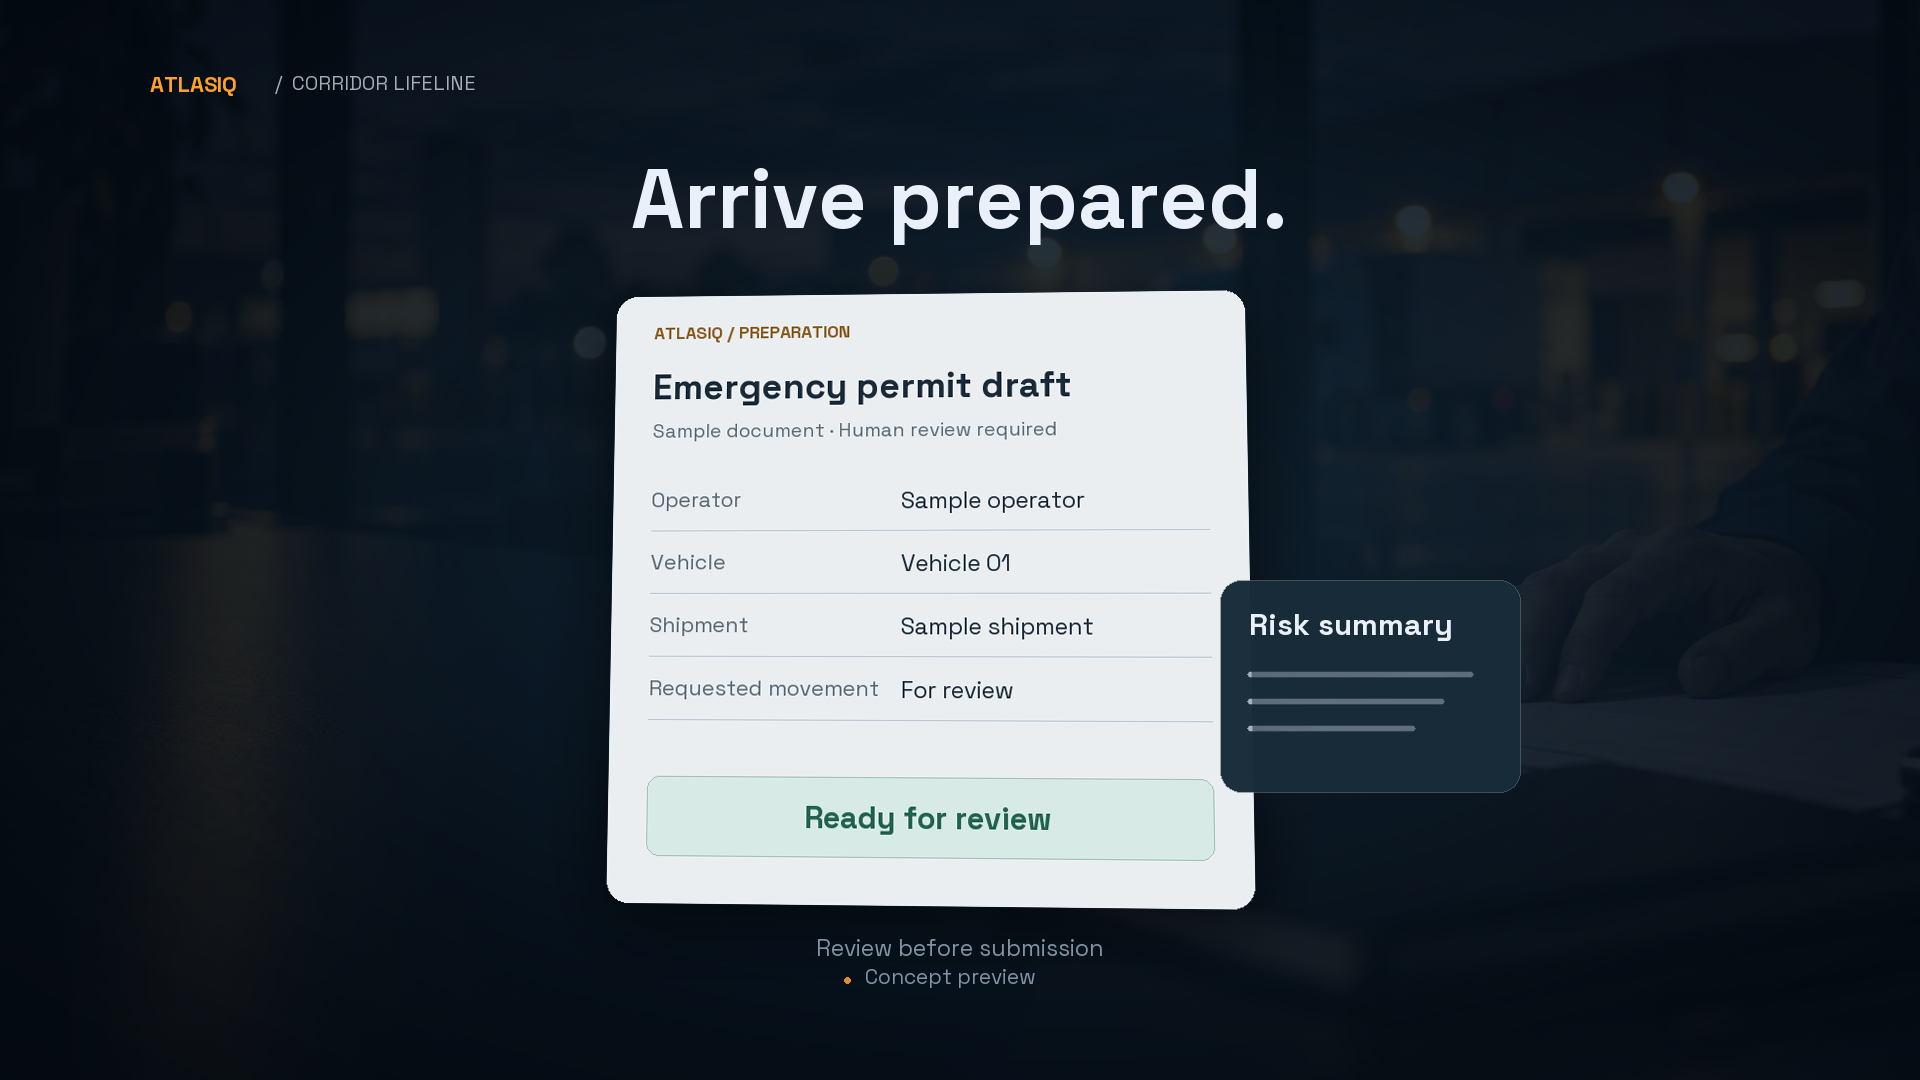 ATLASIQ / CORRIDOR LIFELINE
Arrive prepared.
ATLASIQ / PREPARATION
Emergency permit draft
Sample document · Human review required
Operator Sample operator
Vehicle Vehicle 01
Shipment Sample shipment
Requested movement For review
Risk summary
Ready for review
Review before submission
Concept preview